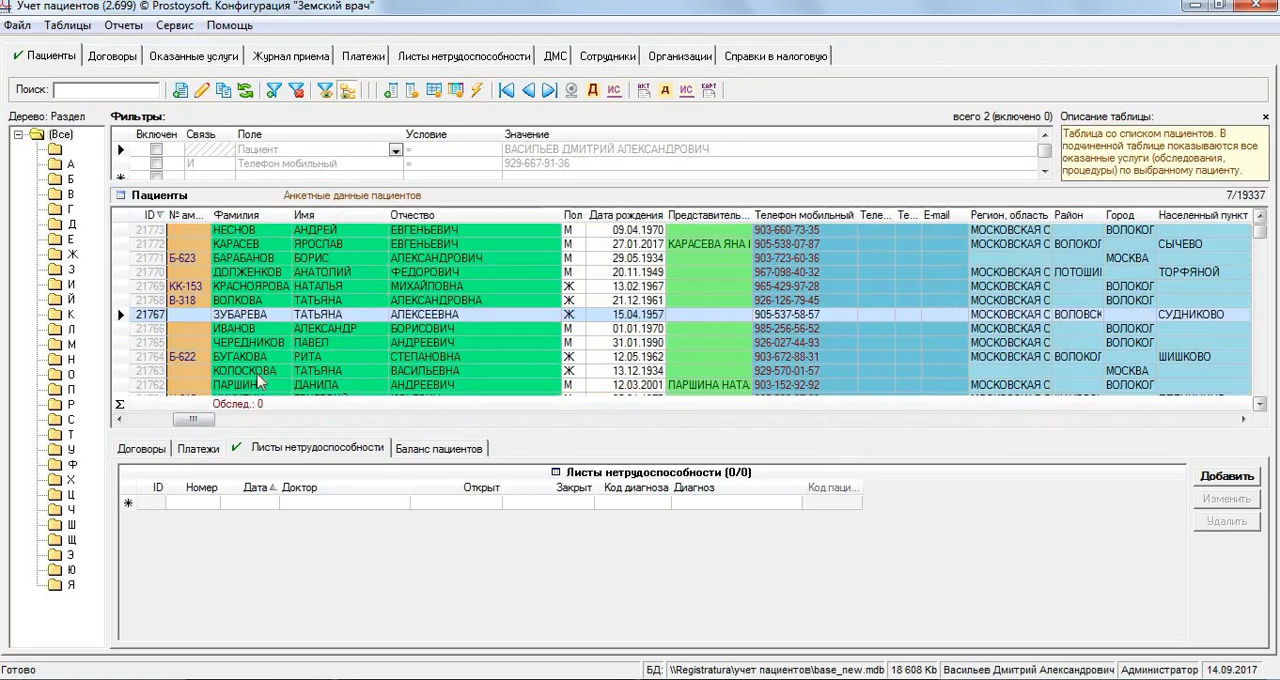 Учет пациентов (2.699) © Prostoysoft. Конфигурация "Земский врач"
Файл Таблицы Отчеты Сервис Помощь
Пациенты Договоры Оказанные услуги Журнал приема Платежи Листы нетрудоспособности ДМС Сотрудники Организации Справки в налоговую
Поиск: Д ИС АКТ Д ИС КАРТ
Дерево: Раздел Фильтры: всего 2 (включено 0) Описание таблицы:
(Все)
А
Б
В
Г
Д
Е
Ж
З
И
Й
К
Л
М
Н
О
П
Р
С
Т
У
Ф
Х
Ц
Ч
Ш
Щ
Э
Ю
Я
Включен Связь Поле Условие Значение
Пациент = ВАСИЛЬЕВ ДМИТРИЙ АЛЕКСАНДРОВИЧ
И Телефон мобильный = 929-667-91-36
Таблица со списком пациентов. В
подчиненной таблице показываются все
оказанные услуги (обследования,
процедуры) по выбранному пациенту.
Пациенты Анкетные данные пациентов 7/19337
ID № ам... Фамилия Имя Отчество Пол Дата рождения Представитель... Телефон мобильный Теле... Те... E-mail Регион, область Район Город Населенный пункт
21773 НЕСНОВ АНДРЕЙ ЕВГЕНЬЕВИЧ М 09.04.1970 903-660-73-35 МОСКОВСКАЯ С ВОЛОКОЛ
21772 КАРАСЕВ ЯРОСЛАВ ЕВГЕНЬЕВИЧ М 27.01.2017 КАРАСЕВА ЯНА 905-538-07-87 МОСКОВСКАЯ С ВОЛОКОЛ СЫЧЕВО
21771 Б-623 БАРАБАНОВ БОРИС АЛЕКСАНДРОВИЧ М 29.05.1934 903-723-60-36 МОСКВА
21770 ДОЛЖЕНКОВ АНАТОЛИЙ ФЕДОРОВИЧ М 20.11.1949 967-098-40-32 МОСКОВСКАЯ С ПОТОШИ ТОРФЯНОЙ
21769 КК-153 КРАСНОЯРОВА НАТАЛЬЯ МИХАЙЛОВНА Ж 13.02.1967 965-429-97-28 МОСКОВСКАЯ С ВОЛОКОЛ
21768 В-318 ВОЛКОВА ТАТЬЯНА АЛЕКСАНДРОВНА Ж 21.12.1961 926-126-79-45 МОСКОВСКАЯ С ВОЛОКОЛ
21767 ЗУБАРЕВА ТАТЬЯНА АЛЕКСЕЕВНА Ж 15.04.1957 905-537-58-57 МОСКОВСКАЯ С ВОЛОВСК СУДНИКОВО
21766 ИВАНОВ АЛЕКСАНДР БОРИСОВИЧ М 01.01.1970 985-256-56-52 МОСКОВСКАЯ С ВОЛОКОЛ
21765 ЧЕРЕДНИКОВ ПАВЕЛ АНДРЕЕВИЧ М 31.01.1990 926-027-44-93 МОСКОВСКАЯ С ВОЛОКОЛ
21764 Б-622 БУГАКОВА РИТА СТЕПАНОВНА Ж 12.05.1962 903-672-88-31 МОСКОВСКАЯ С ВОЛОКОЛ ШИШКОВО
21763 КОЛОСКОВА ТАТЬЯНА ВАСИЛЬЕВНА Ж 13.12.1934 929-570-01-57 МОСКВА
21762 ПАРШИН ДАНИЛА АНДРЕЕВИЧ М 12.03.2001 ПАРШИНА НАТА. 903-152-92-92 МОСКОВСКАЯ С ВОЛОКОЛ
Σ Обслед.: 0
Договоры Платежи Листы нетрудоспособности Баланс пациентов
Листы нетрудоспособности (0/0)
ID Номер Дата Доктор Открыт Закрыт Код диагноза Диагноз Код паци...
Добавить
Изменить
Удалить
Готово БД: \\Registratura\учет пациентов\base_new.mdb 18 608 Kb Васильев Дмитрий Александрович Администратор 14.09.2017